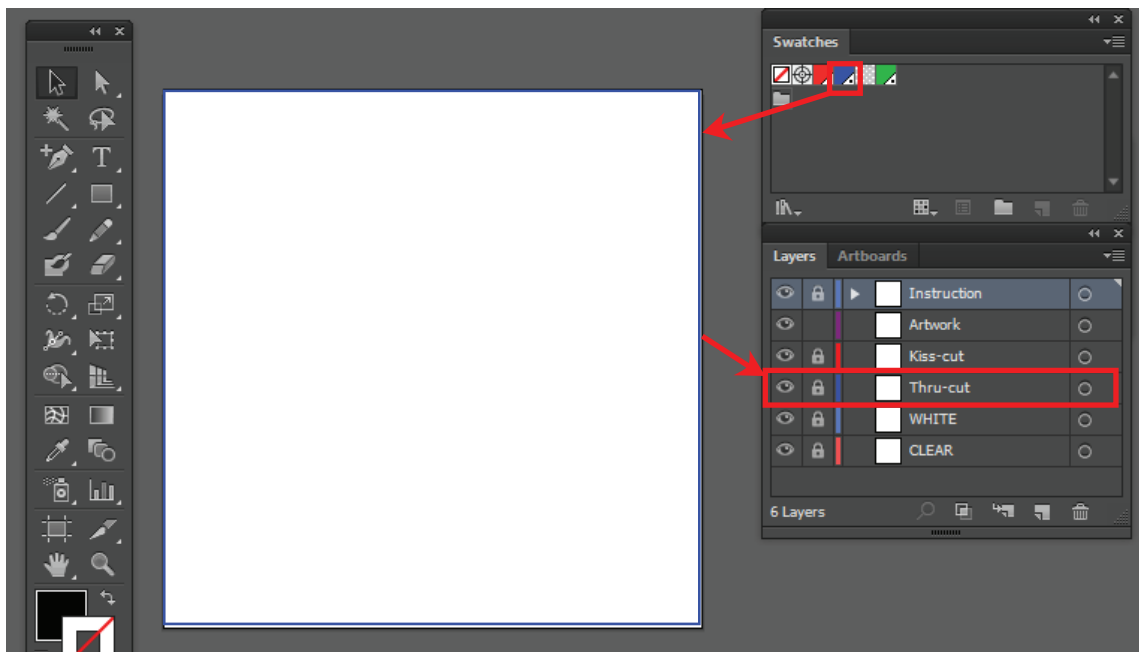 Swatches
Layers Artboards
Instruction
Artwork
Kiss-cut
Thru-cut
WHITE
CLEAR
6 Layers